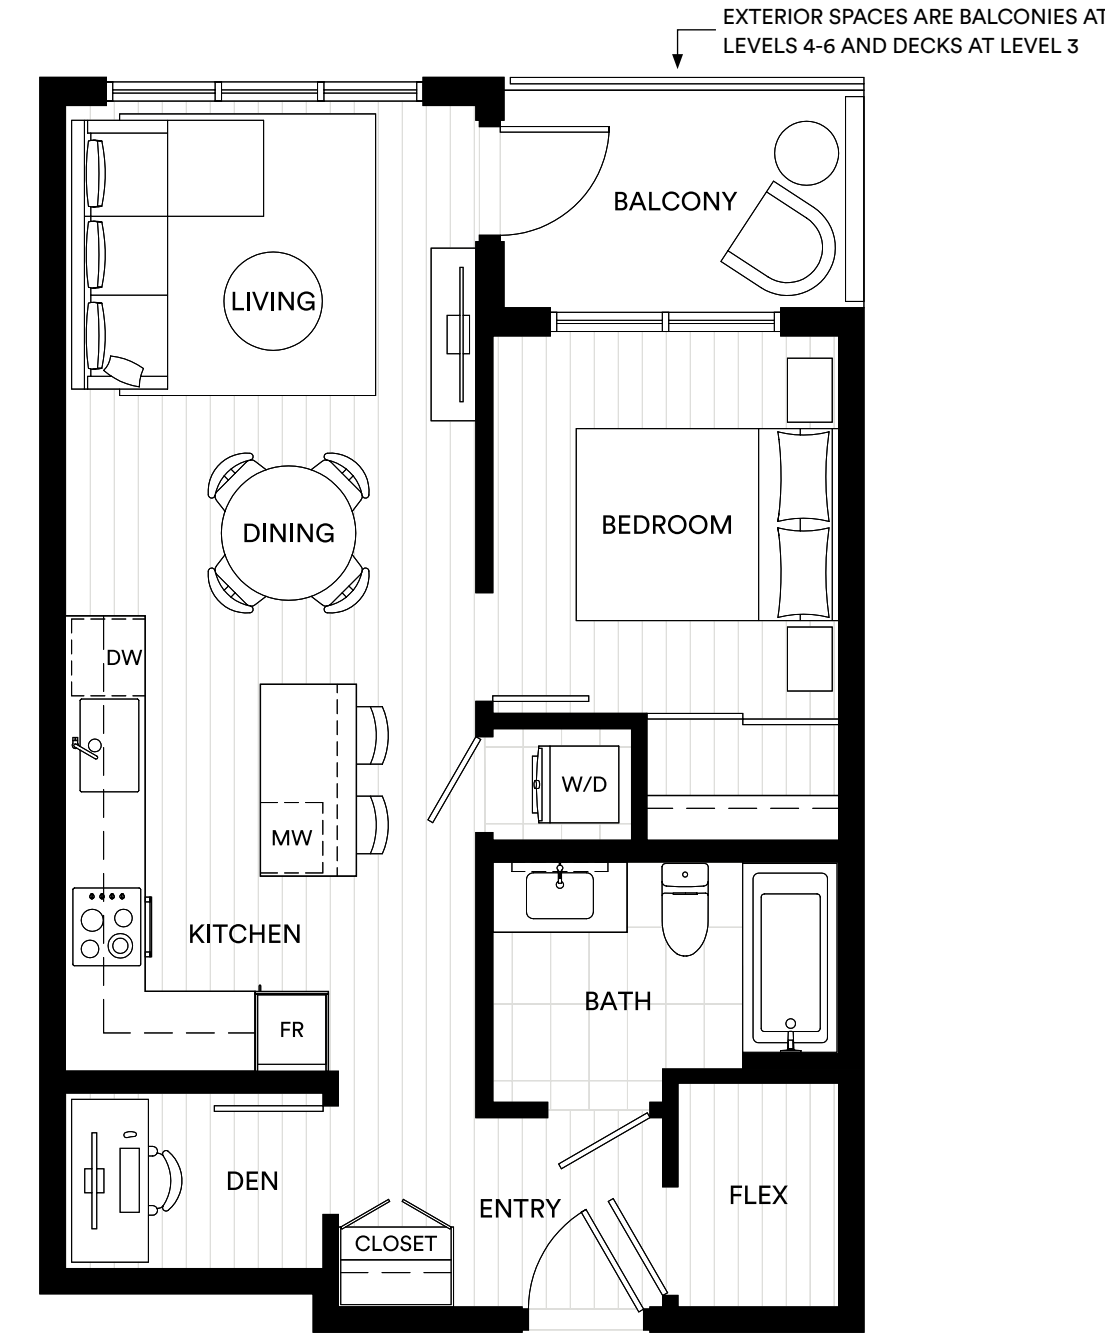 EXTERIOR SPACES ARE BALCONIES AT
LEVELS 4-6 AND DECKS AT LEVEL 3
BALCONY
LIVING
DINING
BEDROOM
DW
W/D
MW
KITCHEN
BATH
FR
DEN
FLEX
ENTRY
CLOSET